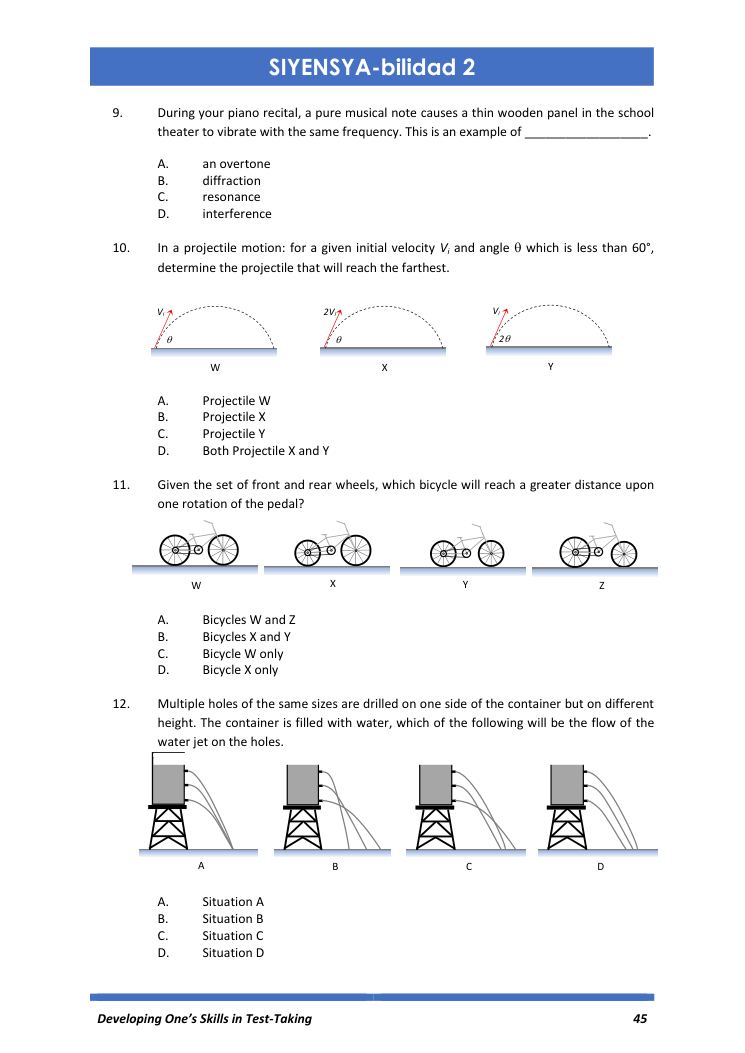 SIYENSYA-bilidad 2
9. During your piano recital, a pure musical note causes a thin wooden panel in the school
theater to vibrate with the same frequency. This is an example of __________________.
A. an overtone
B. diffraction
C. resonance
D. interference
10. In a projectile motion: for a given initial velocity Vi and angle θ which is less than 60°,
determine the projectile that will reach the farthest.
Vi 2Vi Vi
θ θ 2θ
W X Y
A. Projectile W
B. Projectile X
C. Projectile Y
D. Both Projectile X and Y
11. Given the set of front and rear wheels, which bicycle will reach a greater distance upon
one rotation of the pedal?
W X Y Z
A. Bicycles W and Z
B. Bicycles X and Y
C. Bicycle W only
D. Bicycle X only
12. Multiple holes of the same sizes are drilled on one side of the container but on different
height. The container is filled with water, which of the following will be the flow of the
water jet on the holes.
A B C D
A. Situation A
B. Situation B
C. Situation C
D. Situation D
Developing One's Skills in Test-Taking 45